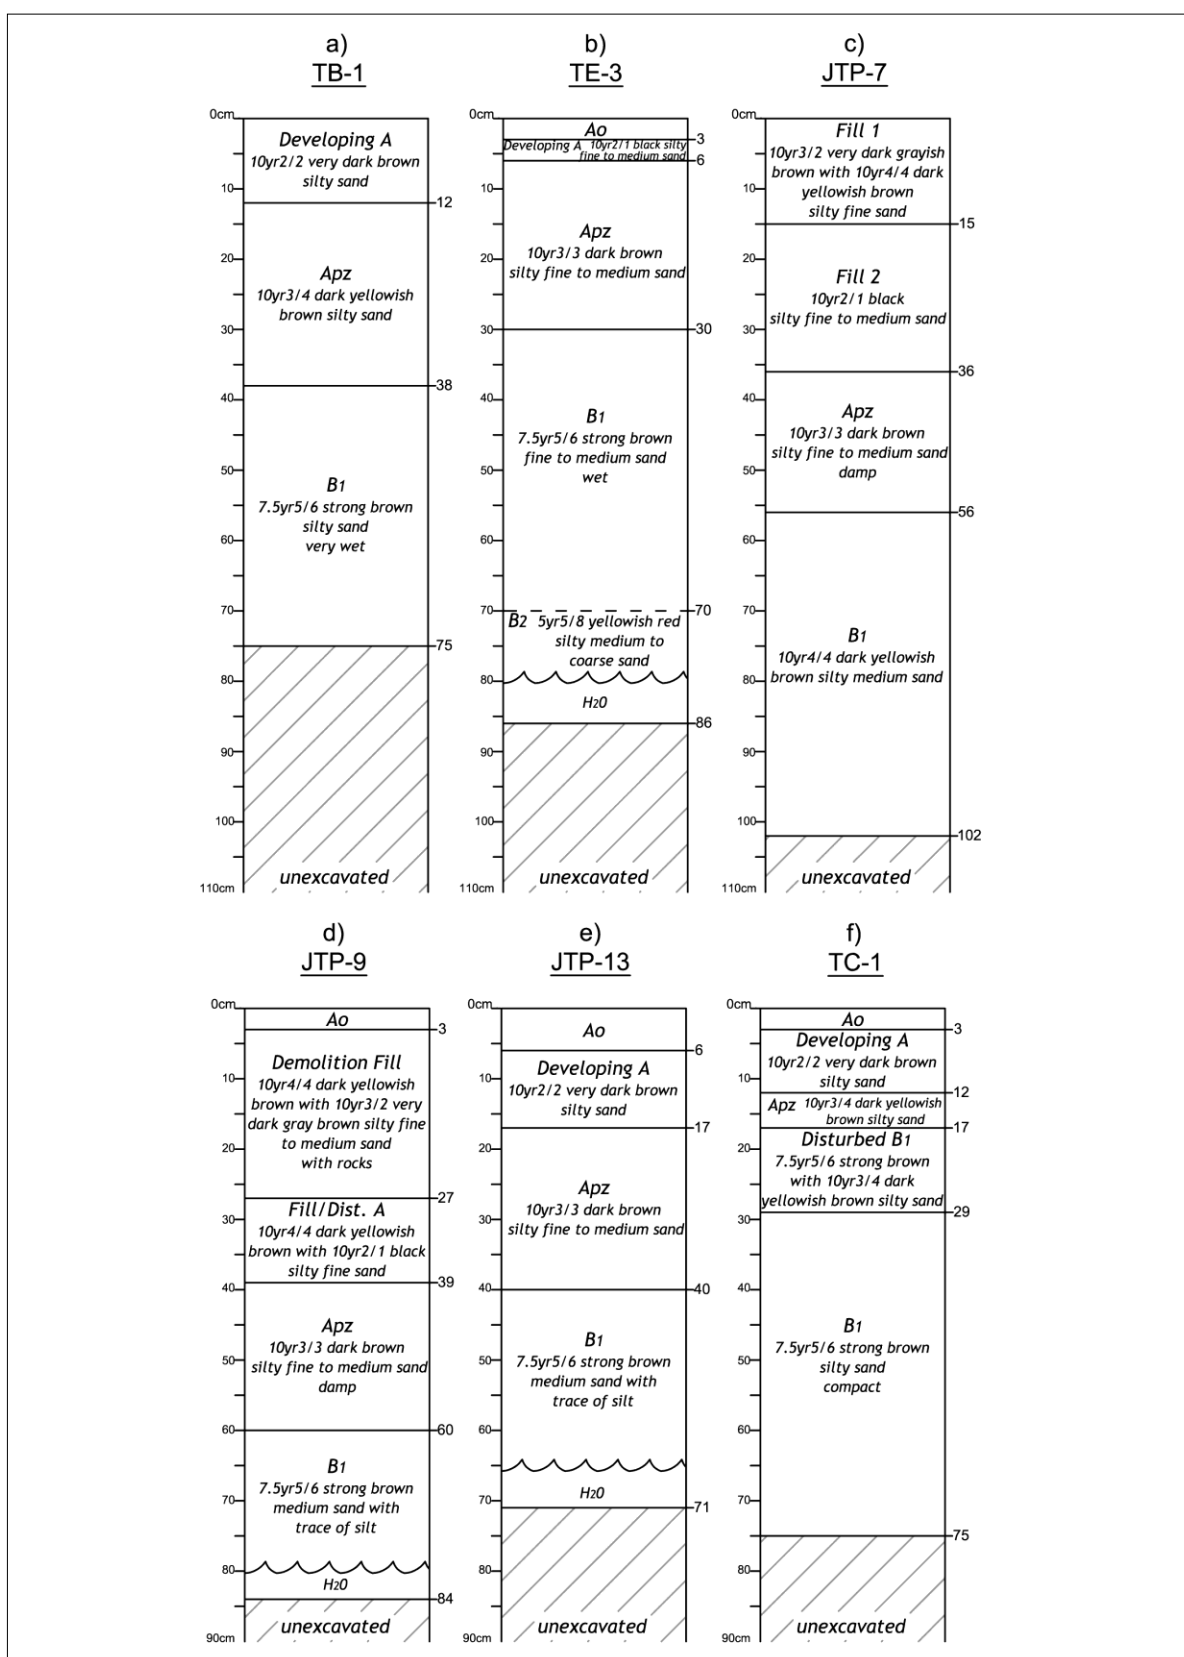 a)
TB-1
0cm
Developing A
10yr2/2 very dark brown
silty sand
10
12
20
Apz
10yr3/4 dark yellowish
brown silty sand
30
38
40
B1
7.5yr5/6 strong brown
silty sand
very wet
50
60
70
75
80
90
100
unexcavated
110cm
b)
TE-3
0cm
Ao
3
Developing A 10yr2/1 black silty
fine to medium sand
6
10
Apz
10yr3/3 dark brown
silty fine to medium sand
20
30
30
40
B1
7.5yr5/6 strong brown
fine to medium sand
wet
50
60
70
70
B2 5yr5/8 yellowish red
silty medium to
coarse sand
80
H20
86
90
100
unexcavated
110cm
c)
JTP-7
0cm
Fill 1
10yr3/2 very dark grayish
brown with 10yr4/4 dark
yellowish brown
silty fine sand
10
15
20
Fill 2
10yr2/1 black
silty fine to medium sand
30
36
40
Apz
10yr3/3 dark brown
silty fine to medium sand
damp
50
56
60
70
B1
10yr4/4 dark yellowish
brown silty medium sand
80
90
100
102
unexcavated
110cm
d)
JTP-9
0cm
Ao
3
Demolition Fill
10yr4/4 dark yellowish
brown with 10yr3/2 very
dark gray brown silty fine
to medium sand
with rocks
10
20
27
Fill/Dist. A
10yr4/4 dark yellowish
brown with 10yr2/1 black
silty fine sand
30
39
40
Apz
10yr3/3 dark brown
silty fine to medium sand
damp
50
60
60
B1
7.5yr5/6 strong brown
medium sand with
trace of silt
70
80
H20
84
unexcavated
90cm
e)
JTP-13
0cm
Ao
6
Developing A
10yr2/2 very dark brown
silty sand
10
17
20
Apz
10yr3/3 dark brown
silty fine to medium sand
30
40
40
B1
7.5yr5/6 strong brown
medium sand with
trace of silt
50
60
H20
70
71
80
unexcavated
90cm
f)
TC-1
0cm
Ao
3
Developing A
10yr2/2 very dark brown
silty sand
10
12
Apz 10yr3/4 dark yellowish
brown silty sand
17
20
Disturbed B1
7.5yr5/6 strong brown
with 10yr3/4 dark
yellowish brown silty sand
29
30
40
B1
7.5yr5/6 strong brown
silty sand
compact
50
60
70
75
80
unexcavated
90cm